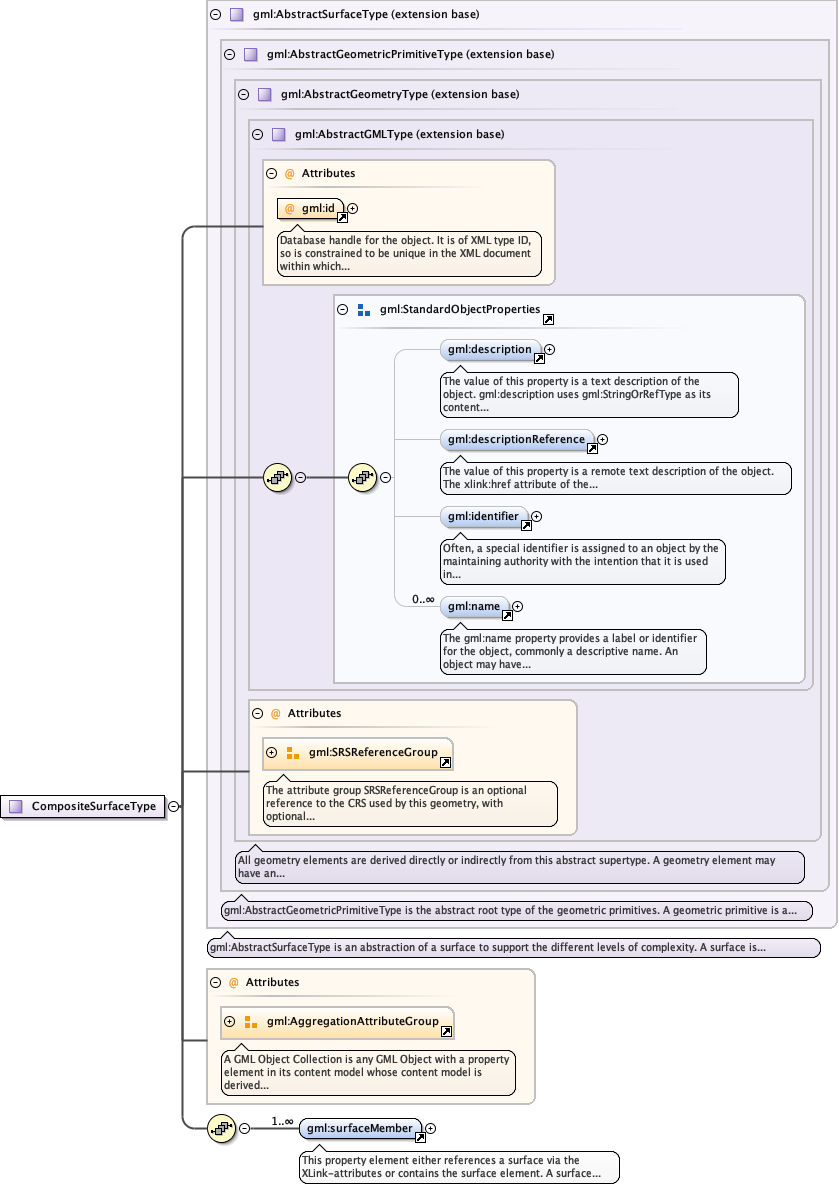 gml:AbstractSurfaceType (extension base)
gml:AbstractGeometricPrimitiveType (extension base)
gml:AbstractGeometryType (extension base)
gml:AbstractGMLType (extension base)
@ Attributes
@ gml:id
Database handle for the object. It is of XML type ID,
so is constrained to be unique in the XML document
within which...
gml:StandardObjectProperties
gml:description
The value of this property is a text description of the
object. gml:description uses gml:StringOrRefType as its
content...
gml:descriptionReference
The value of this property is a remote text description of the object.
The xlink:href attribute of the...
gml:identifier
Often, a special identifier is assigned to an object by the
maintaining authority with the intention that it is used
in...
0..∞
gml:name
The gml:name property provides a label or identifier
for the object, commonly a descriptive name. An
object may have...
@ Attributes
gml:SRSReferenceGroup
The attribute group SRSReferenceGroup is an optional
reference to the CRS used by this geometry, with
optional...
CompositeSurfaceType
All geometry elements are derived directly or indirectly from this abstract supertype. A geometry element may
have an...
gml:AbstractGeometricPrimitiveType is the abstract root type of the geometric primitives. A geometric primitive is a...
gml:AbstractSurfaceType is an abstraction of a surface to support the different levels of complexity. A surface is...
@ Attributes
gml:AggregationAttributeGroup
A GML Object Collection is any GML Object with a property
element in its content model whose content model is
derived...
1..∞
gml:surfaceMember
This property element either references a surface via the
XLink-attributes or contains the surface element. A surface...